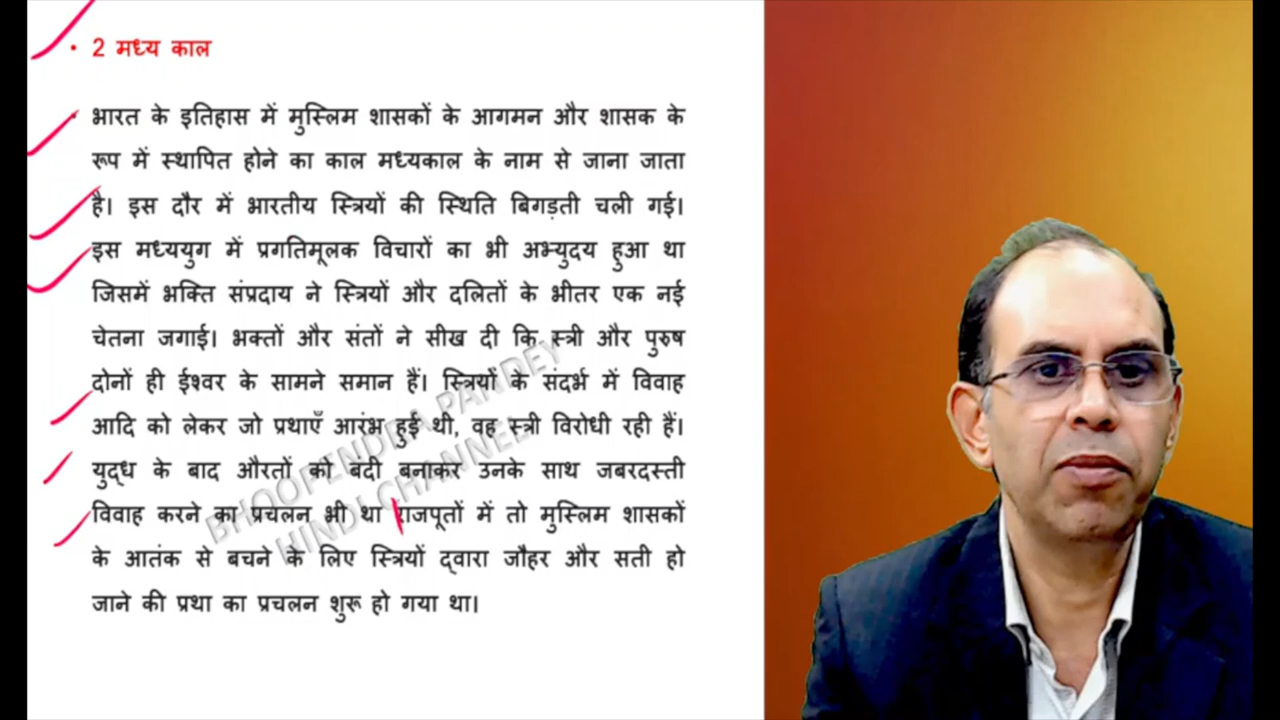 • 2 मध्य काल
• भारत के इतिहास में मुस्लिम शासकों के आगमन और शासक के
रूप में स्थापित होने का काल मध्यकाल के नाम से जाना जाता
है। इस दौर में भारतीय स्त्रियों की स्थिति बिगड़ती चली गई।
इस मध्ययुग में प्रगतिमूलक विचारों का भी अभ्युदय हुआ था
जिसमें भक्ति संप्रदाय ने स्त्रियों और दलितों के भीतर एक नई
चेतना जगाई। भक्तों और संतों ने सीख दी कि स्त्री और पुरुष
दोनों ही ईश्वर के सामने समान हैं। स्त्रियों के संदर्भ में विवाह
आदि को लेकर जो प्रथाएँ आरंभ हुई थी, वह स्त्री विरोधी रही हैं।
युद्ध के बाद औरतों को बंदी बनाकर उनके साथ जबरदस्ती
विवाह करने का प्रचलन भी था राजपूतों में तो मुस्लिम शासकों
के आतंक से बचने के लिए स्त्रियों द्वारा जौहर और सती हो
जाने की प्रथा का प्रचलन शुरू हो गया था।
BHOOPENDRA PANDEY
HINDI CHANNEL